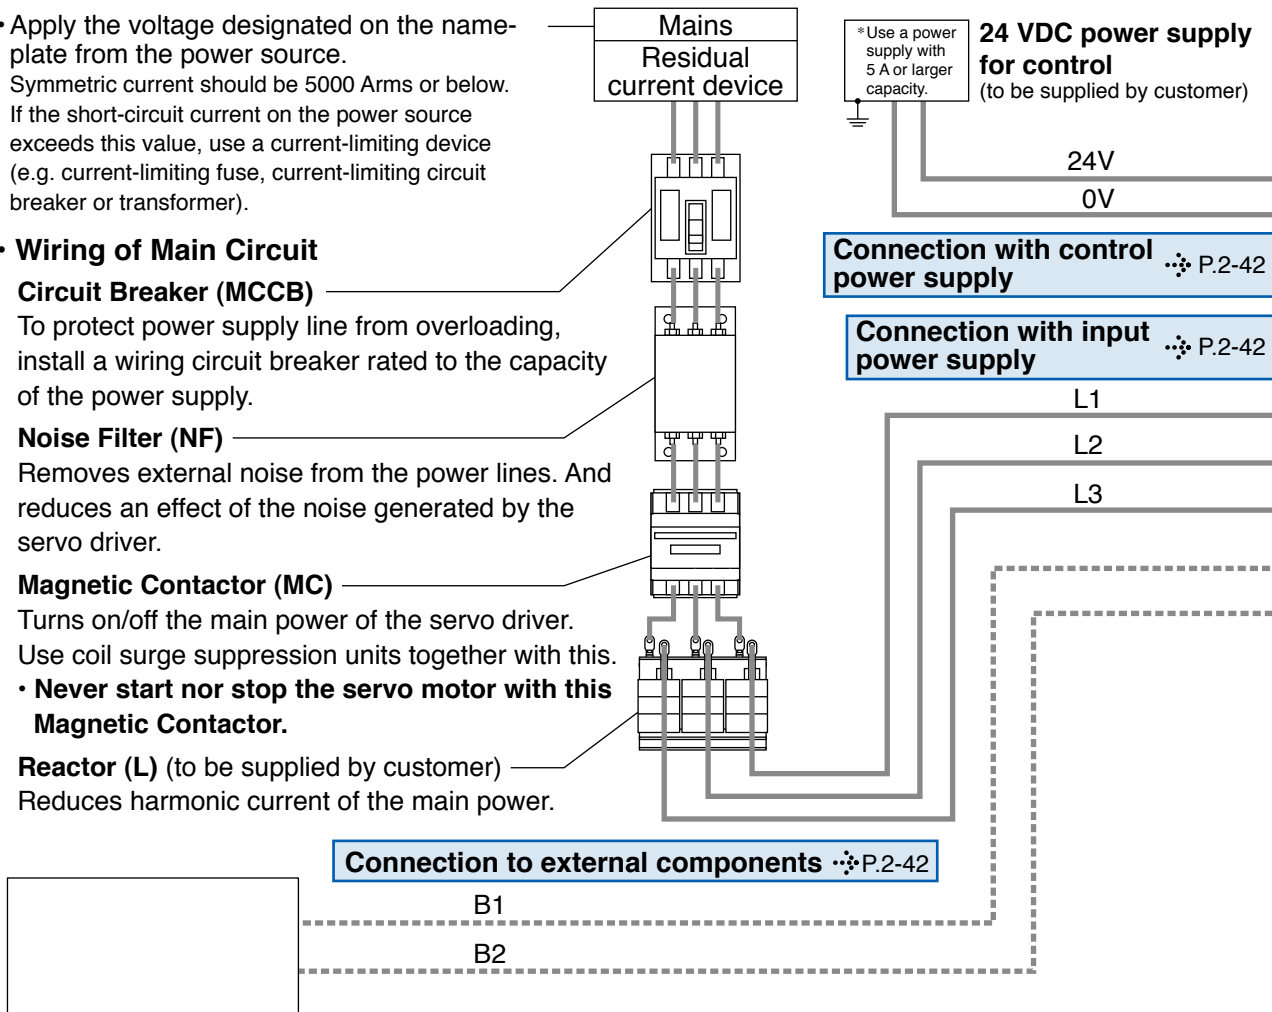 ・Apply the voltage designated on the name-
plate from the power source.
Symmetric current should be 5000 Arms or below.
If the short-circuit current on the power source
exceeds this value, use a current-limiting device
(e.g. current-limiting fuse, current-limiting circuit
breaker or transformer).
・Wiring of Main Circuit
Circuit Breaker (MCCB)
To protect power supply line from overloading,
install a wiring circuit breaker rated to the capacity
of the power supply.
Noise Filter (NF)
Removes external noise from the power lines. And
reduces an effect of the noise generated by the
servo driver.
Magnetic Contactor (MC)
Turns on/off the main power of the servo driver.
Use coil surge suppression units together with this.
・Never start nor stop the servo motor with this
Magnetic Contactor.
Reactor (L) (to be supplied by customer)
Reduces harmonic current of the main power.
Mains
Residual
current device
*Use a power
supply with
5 A or larger
capacity.
24 VDC power supply
for control
(to be supplied by customer)
24V
0V
Connection with control
power supply P.2-42
Connection with input
power supply P.2-42
L1
L2
L3
Connection to external components P.2-42
B1
B2